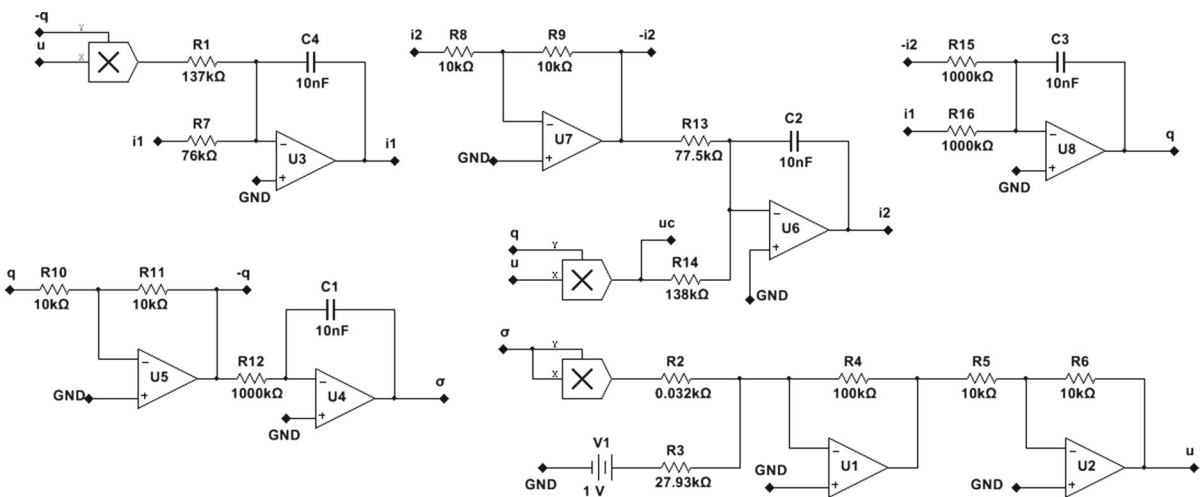 -q
Y
u
X
R1
137kΩ
C4
10nF
i1
R7
76kΩ
U3
i1
GND
i2
R8
10kΩ
R9
10kΩ
-i2
U7
GND
R13
77.5kΩ
C2
10nF
U6
i2
GND
q
Y
u
X
uc
R14
138kΩ
-i2
R15
1000kΩ
C3
10nF
i1
R16
1000kΩ
U8
q
GND
q
R10
10kΩ
R11
10kΩ
-q
U5
GND
R12
1000kΩ
C1
10nF
U4
σ
GND
σ
Y
X
R2
0.032kΩ
R4
100kΩ
R5
10kΩ
R6
10kΩ
V1
1 V
GND
R3
27.93kΩ
U1
GND
U2
GND
u